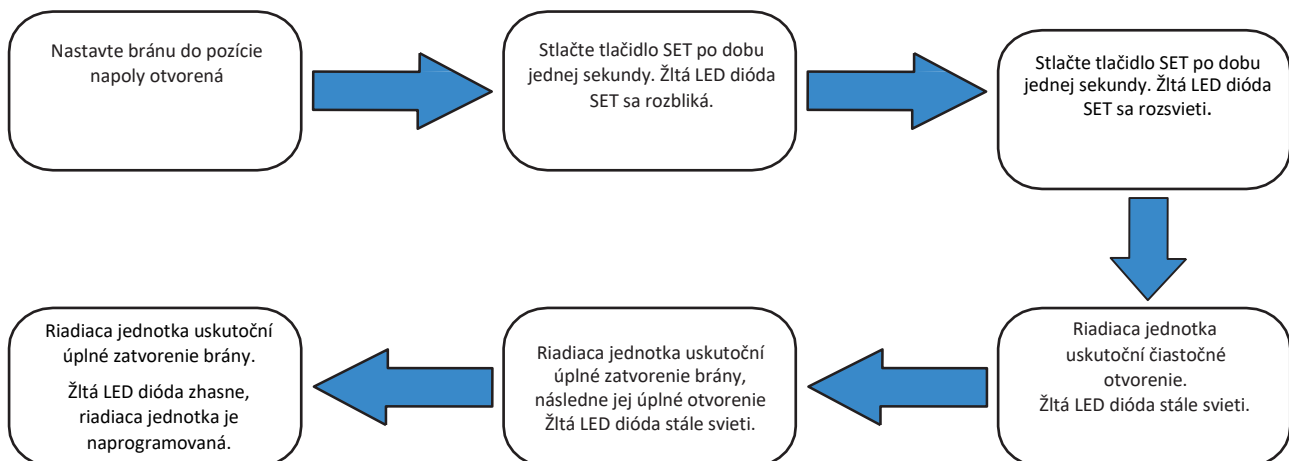 Nastavte bránu do pozície
napoly otvorená
Stlačte tlačidlo SET po dobu
jednej sekundy. Žltá LED dióda
SET sa rozbliká.
Stlačte tlačidlo SET po dobu
jednej sekundy. Žltá LED dióda
SET sa rozsvieti.
Riadiaca jednotka
uskutoční čiastočné
otvorenie.
Žltá LED dióda stále svieti.
Riadiaca jednotka uskutoční
úplné zatvorenie brány,
následne jej úplné otvorenie
Žltá LED dióda stále svieti.
Riadiaca jednotka uskutoční
úplné zatvorenie brány.
Žltá LED dióda zhasne,
riadiaca jednotka je
naprogramovaná.